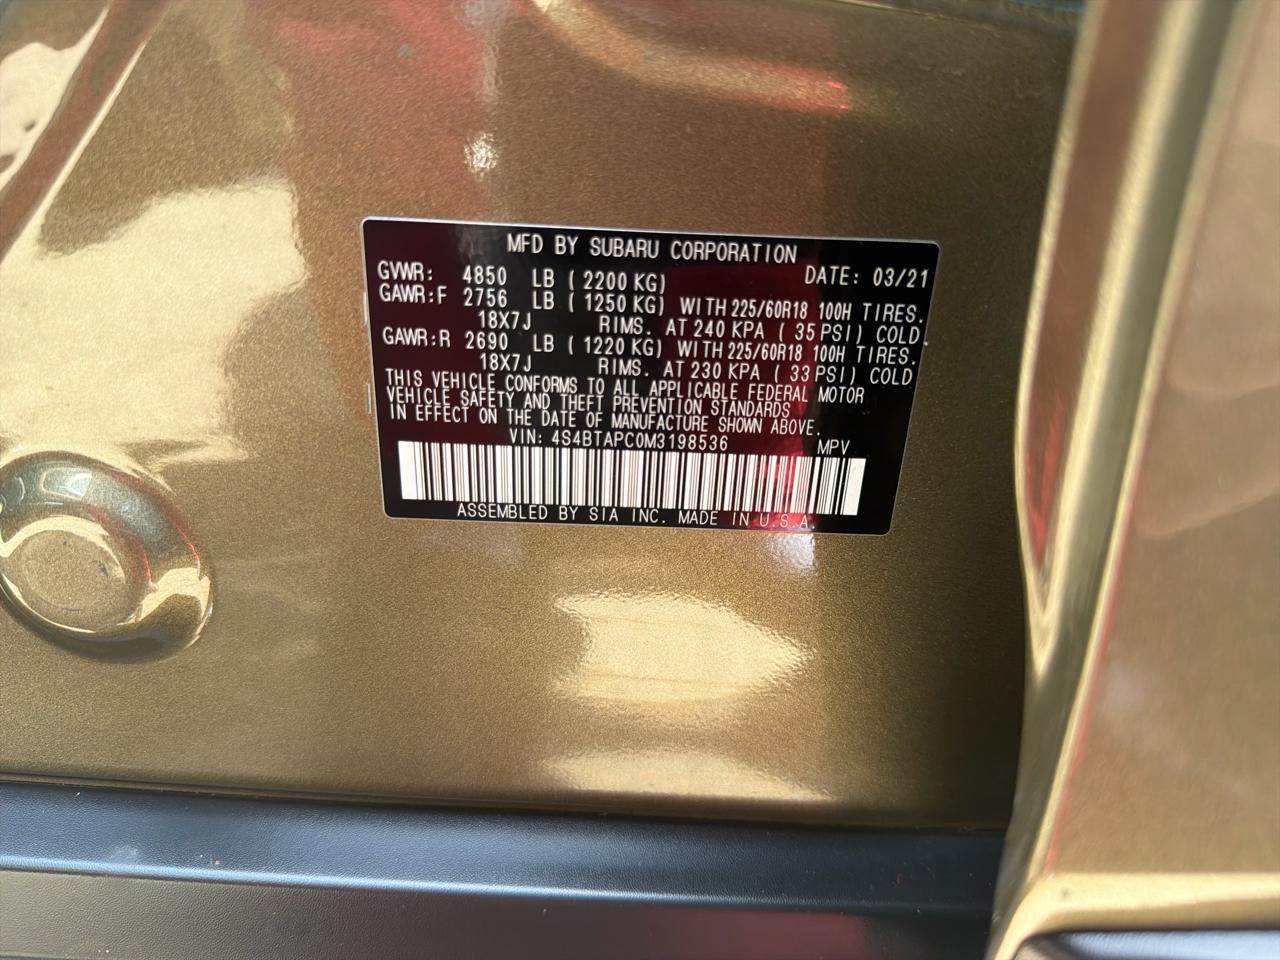 MFD BY SUBARU CORPORATION
GVWR: 4850 LB (2200 KG) DATE: 03/21
GAWR:F 2756 LB (1250 KG) WITH 225/60R18 100H TIRES.
18X7J RIMS. AT 240 KPA (35 PSI) COLD.
GAWR:R 2690 LB (1220 KG) WITH 225/60R18 100H TIRES.
18X7J RIMS. AT 230 KPA (33 PSI) COLD
THIS VEHICLE CONFORMS TO ALL APPLICABLE FEDERAL MOTOR
VEHICLE SAFETY AND THEFT PREVENTION STANDARDS
IN EFFECT ON THE DATE OF MANUFACTURE SHOWN ABOVE.
VIN: 4S4BTAPC0M3198536 MPV
ASSEMBLED BY SIA INC. MADE IN U.S.A.